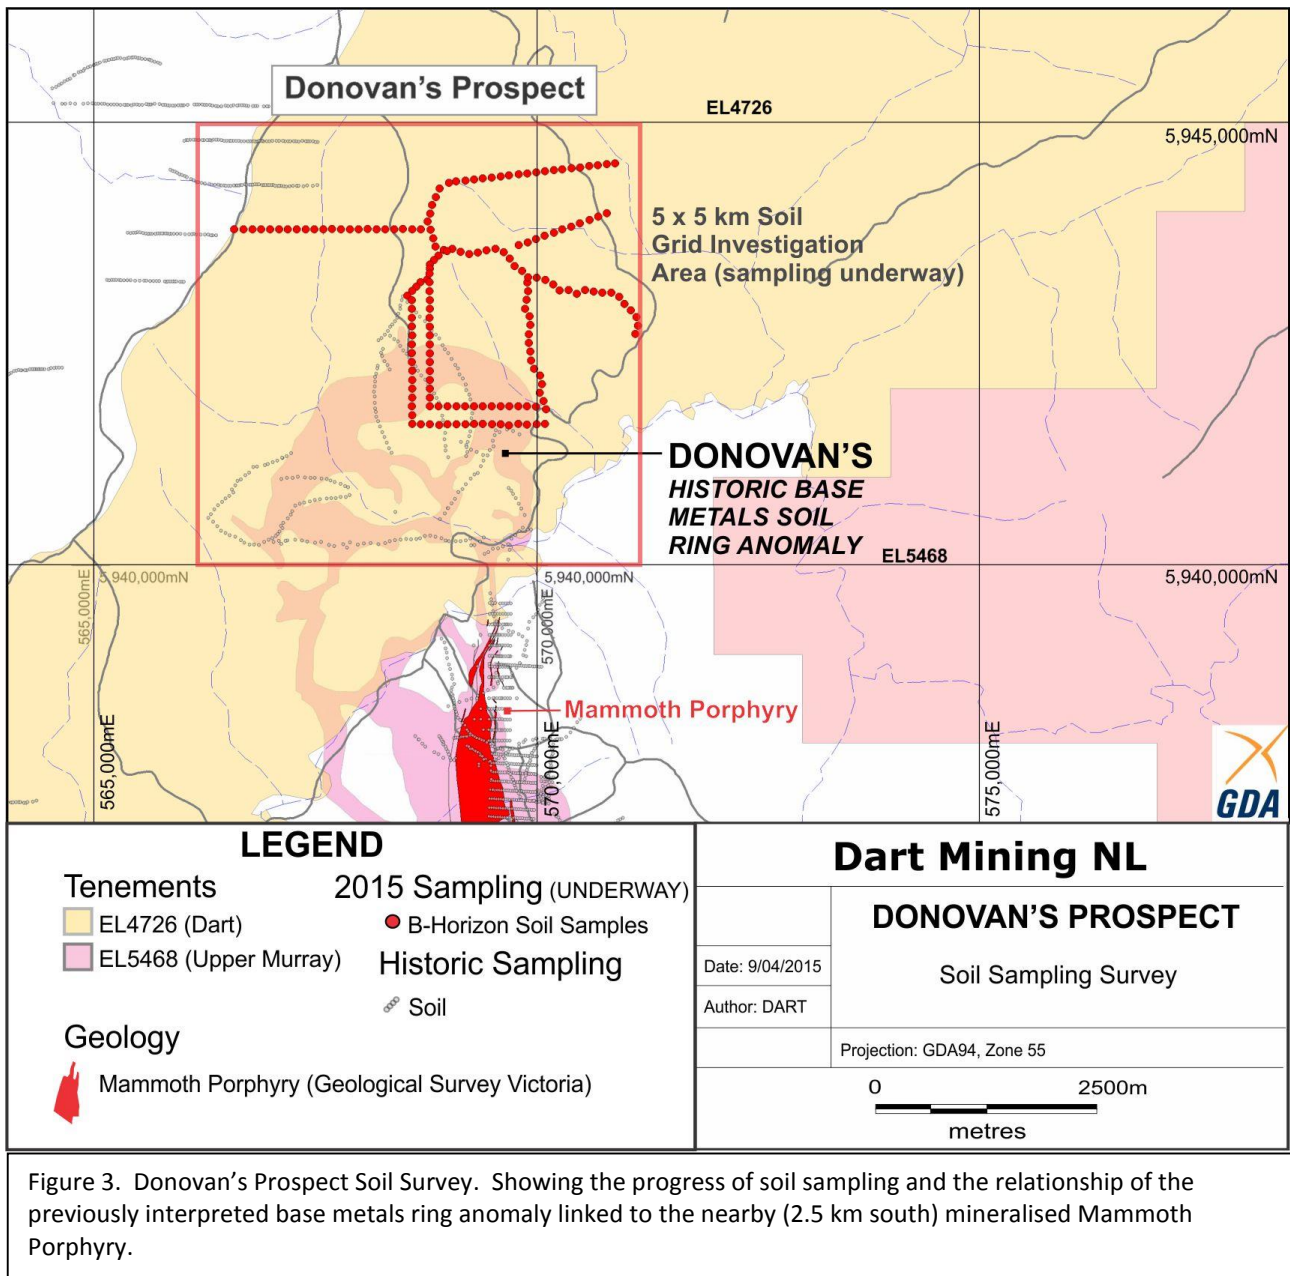 Donovan's Prospect
EL4726
5,945,000mN
5 x 5 km Soil
Grid Investigation
Area (sampling underway)
DONOVAN'S
HISTORIC BASE
METALS SOIL
RING ANOMALY
EL5468
5,940,000mN
5,940,000mN
5,940,000mN
565,000mE
570,000mE
Mammoth Porphyry
565,000mE
570,000mE
575,000mE
GDA
LEGEND
Tenements
EL4726 (Dart)
EL5468 (Upper Murray)
2015 Sampling (UNDERWAY)
B-Horizon Soil Samples
Historic Sampling
Soil
Geology
Mammoth Porphyry (Geological Survey Victoria)
Dart Mining NL
DONOVAN'S PROSPECT
Soil Sampling Survey
Date: 9/04/2015
Author: DART
Projection: GDA94, Zone 55
0 2500m
metres
Figure 3. Donovan's Prospect Soil Survey. Showing the progress of soil sampling and the relationship of the
previously interpreted base metals ring anomaly linked to the nearby (2.5 km south) mineralised Mammoth
Porphyry.